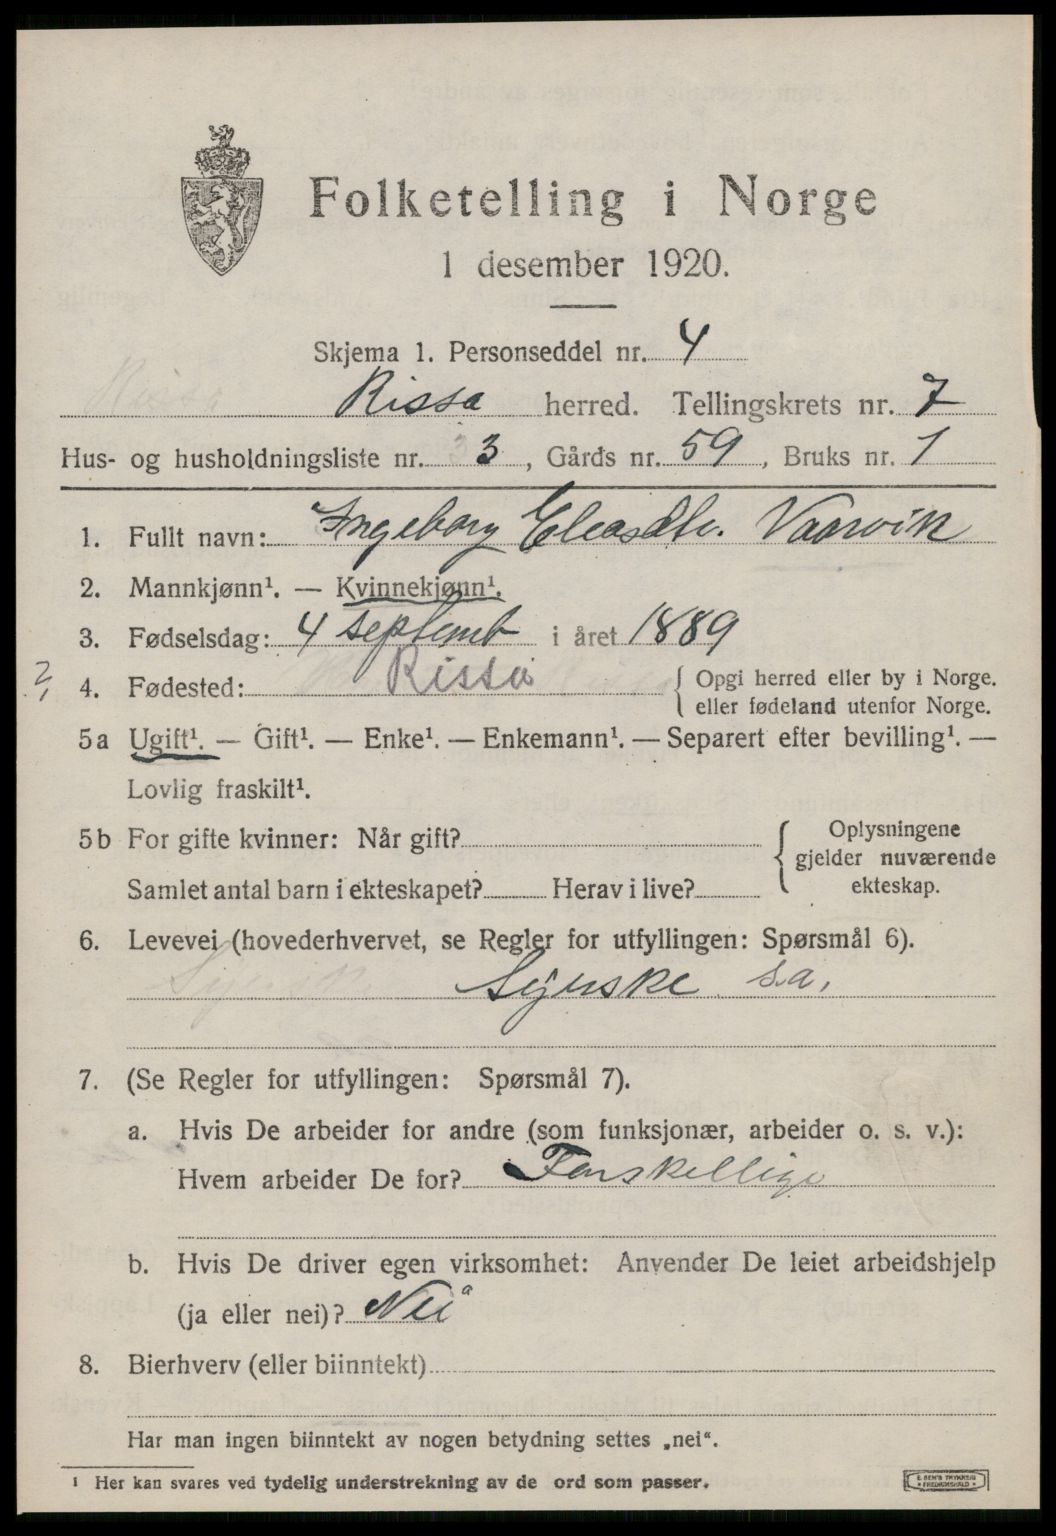 Folketelling i Norge
1 desember 1920.
Skjema 1. Personseddel nr. 4
Rissa herred. Tellingskrets nr. 7
Hus- og husholdningsliste nr. 3, Gårds nr. 59, Bruks nr. 1
1. Fullt navn: Ingeborg Eleasdtr. Vaarvik
2. Mannkjønn¹. — Kvinnekjønn¹.
3. Fødselsdag: 4 septemb i året 1889
4. Fødested: Rissa { Opgi herred eller by i Norge.
eller fødeland utenfor Norge.
5a Ugift¹. — Gift¹. — Enke¹. — Enkemann¹. — Separert efter bevilling¹. —
Lovlig fraskilt¹.
5b For gifte kvinner: Når gift? { Oplysningene
gjelder nuværende
Samlet antal barn i ekteskapet? Herav i live? ekteskap.
6. Levevei (hovederhvervet, se Regler for utfyllingen: Spørsmål 6).
Syerske s.a.
7. (Se Regler for utfyllingen: Spørsmål 7).
a. Hvis De arbeider for andre (som funksjonær, arbeider o. s. v.):
Hvem arbeider De for? Forskellige
b. Hvis De driver egen virksomhet: Anvender De leiet arbeidshjelp
(ja eller nei)? Nei
8. Bierhverv (eller biinntekt)
Har man ingen biinntekt av nogen betydning settes „nei“.
¹ Her kan svares ved tydelig understrekning av de ord som passer.